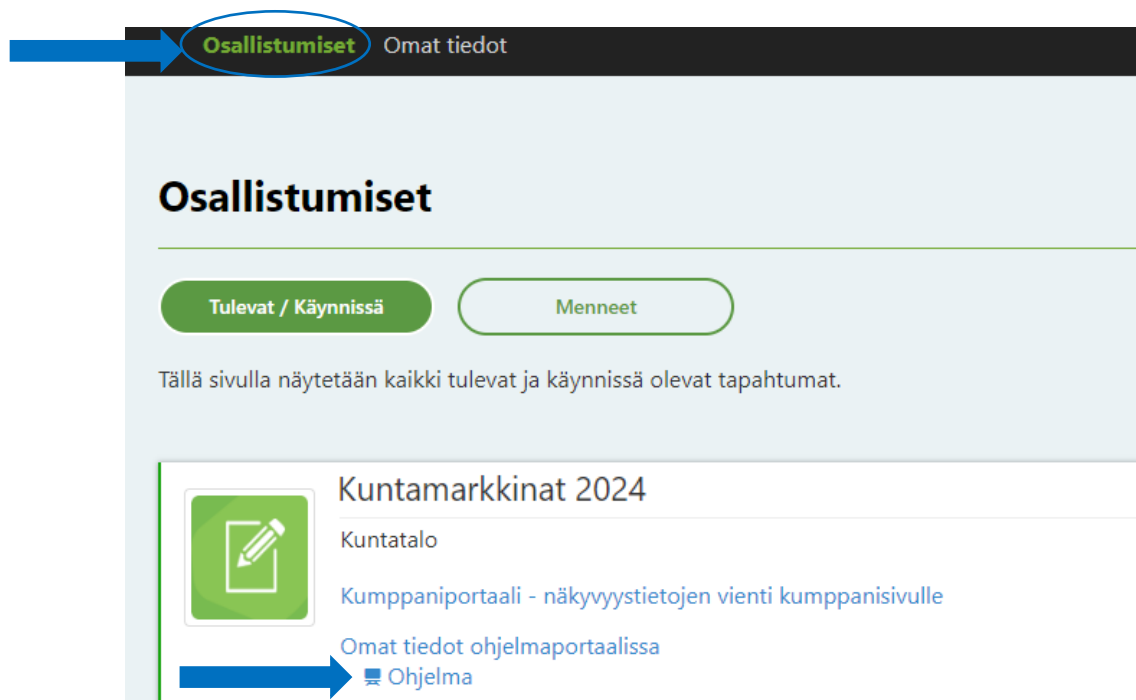 Osallistumiset Omat tiedot
Osallistumiset
Tulevat / Käynnissä Menneet
Tällä sivulla näytetään kaikki tulevat ja käynnissä olevat tapahtumat.
Kuntamarkkinat 2024
Kuntatalo
Kumppaniportaali - näkyvyystietojen vienti kumppanisivulle
Omat tiedot ohjelmaportaalissa
Ohjelma